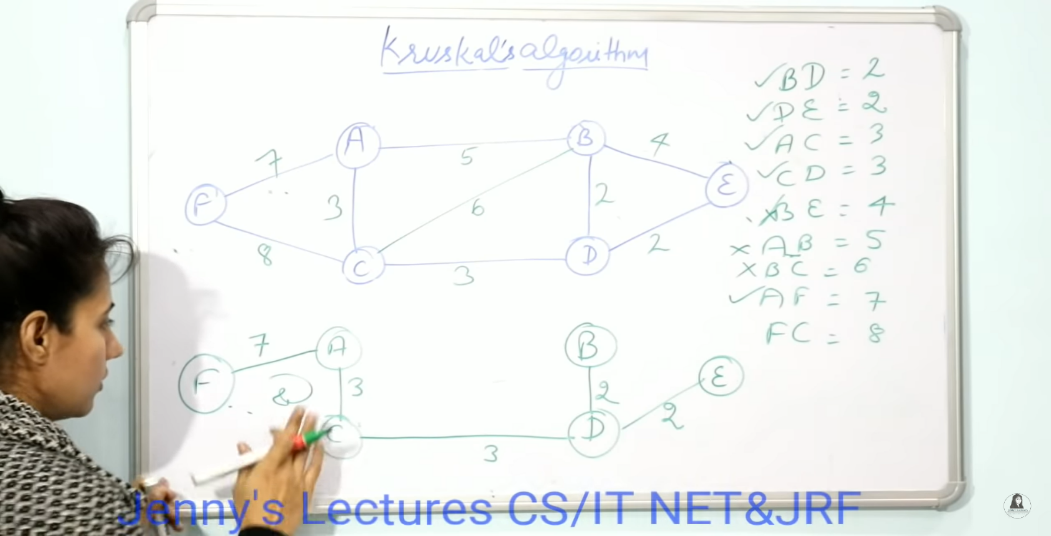 Kruskal's algorithm
✓BD = 2
✓DE = 2
✓AC = 3
✓CD = 3
×BE = 4
×AB = 5
×BC = 6
✓AF = 7
FC = 8
A
B
7
5
4
E
F
3
6
2
8
C
3
D
2
7
A
B
E
F
8
3
2
C
3
D
2
Jenny's Lectures CS/IT NET&JRF